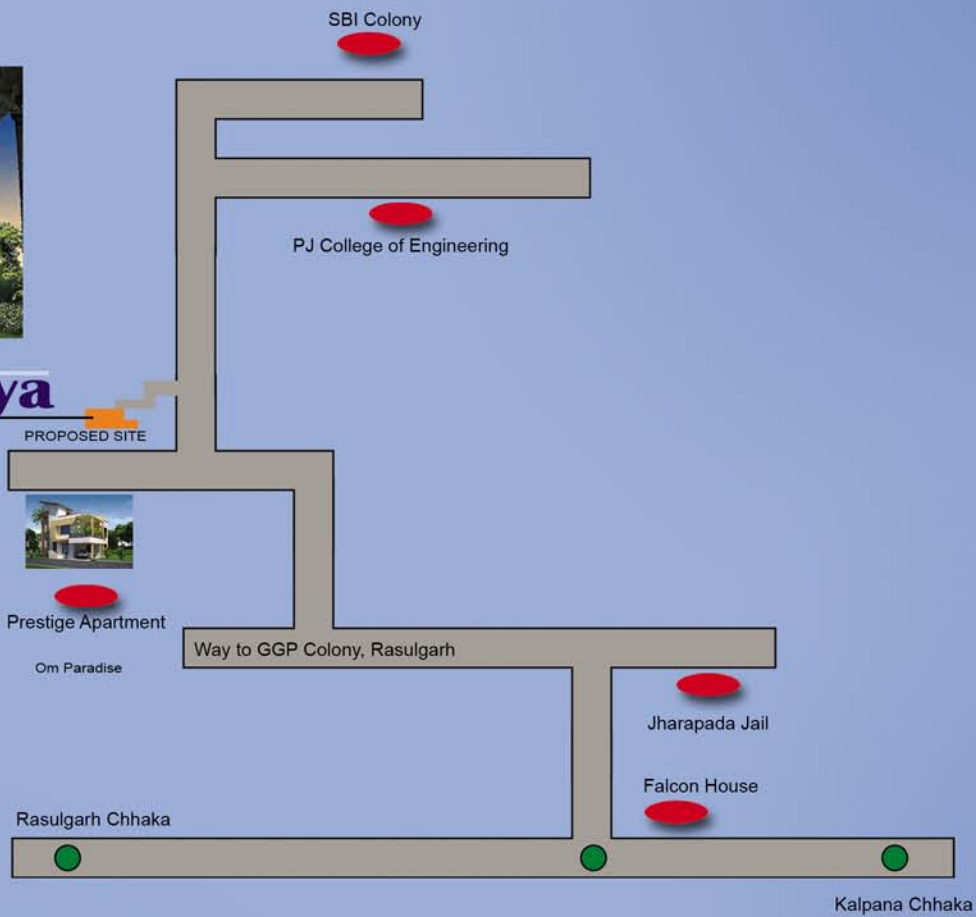 SBI Colony
PJ College of Engineering
ya
PROPOSED SITE
Prestige Apartment
Om Paradise
Way to GGP Colony, Rasulgarh
Jharapada Jail
Falcon House
Rasulgarh Chhaka
Kalpana Chhaka